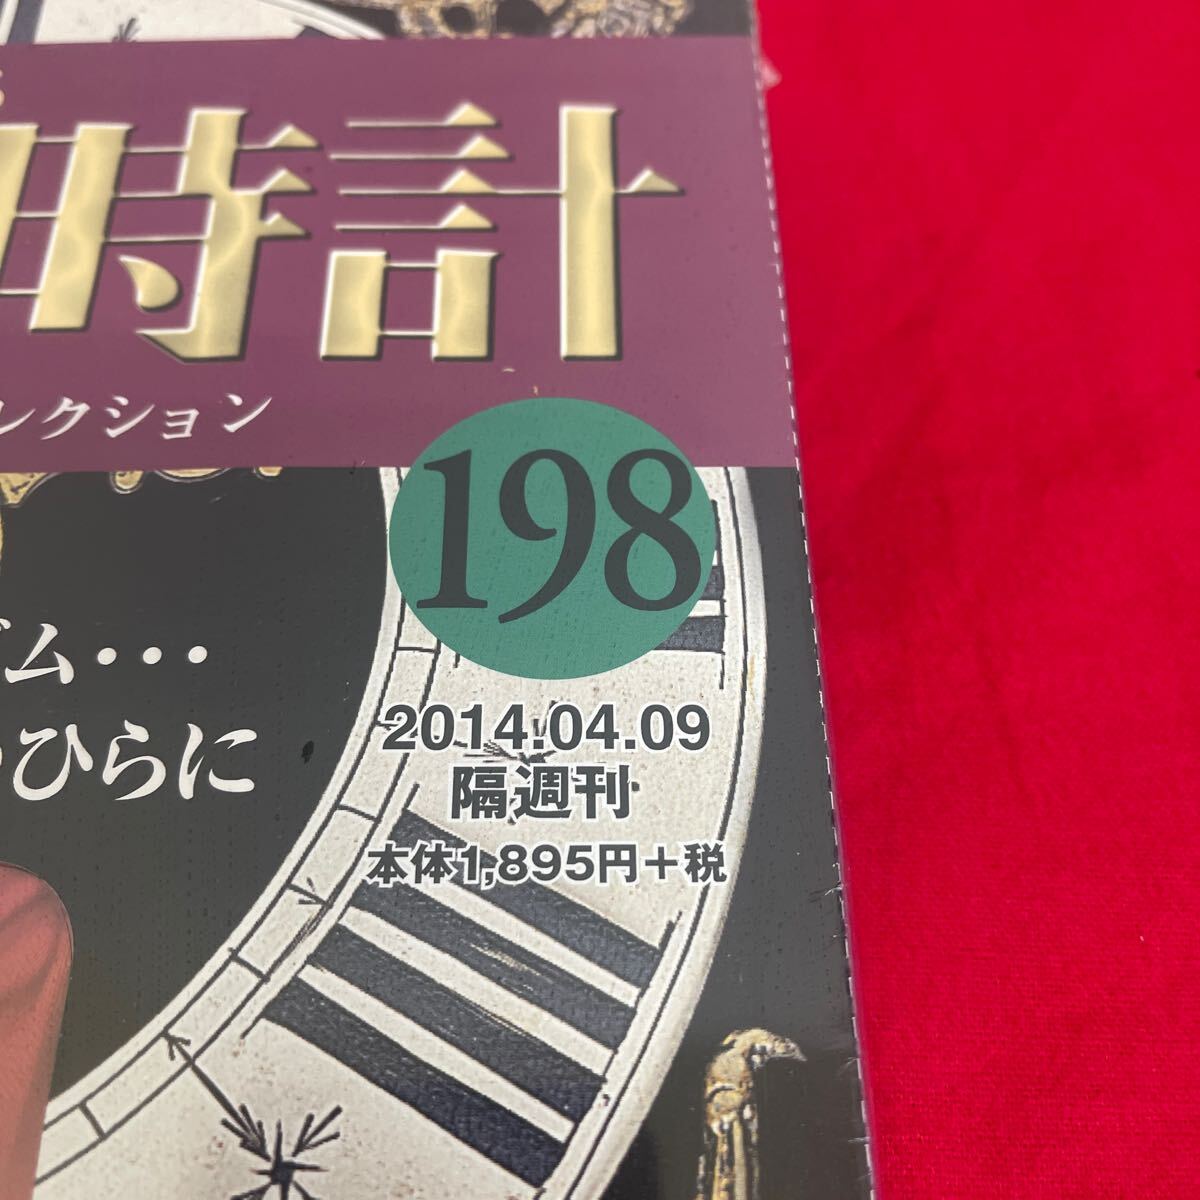 時計
レクション
198
ム・・・
ひらに
2014.04.09
隔週刊
本体1,895円＋税